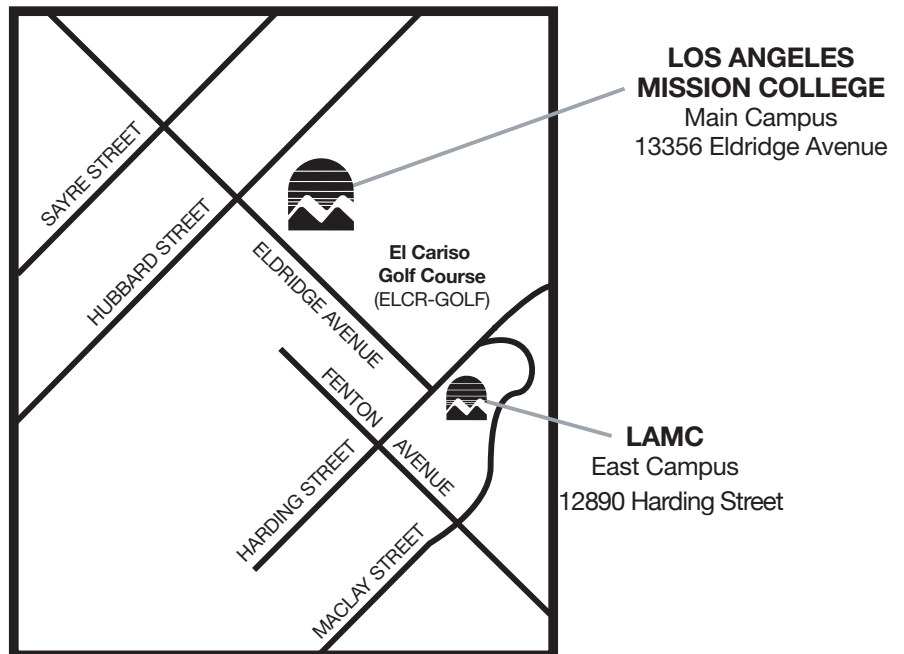 LOS ANGELES
MISSION COLLEGE
Main Campus
13356 Eldridge Avenue
SAYRE STREET
HUBBARD STREET
ELDRIDGE AVENUE
El Cariso
Golf Course
(ELCR-GOLF)
FENTON
AVENUE
HARDING STREET
MACLAY STREET
LAMC
East Campus
12890 Harding Street